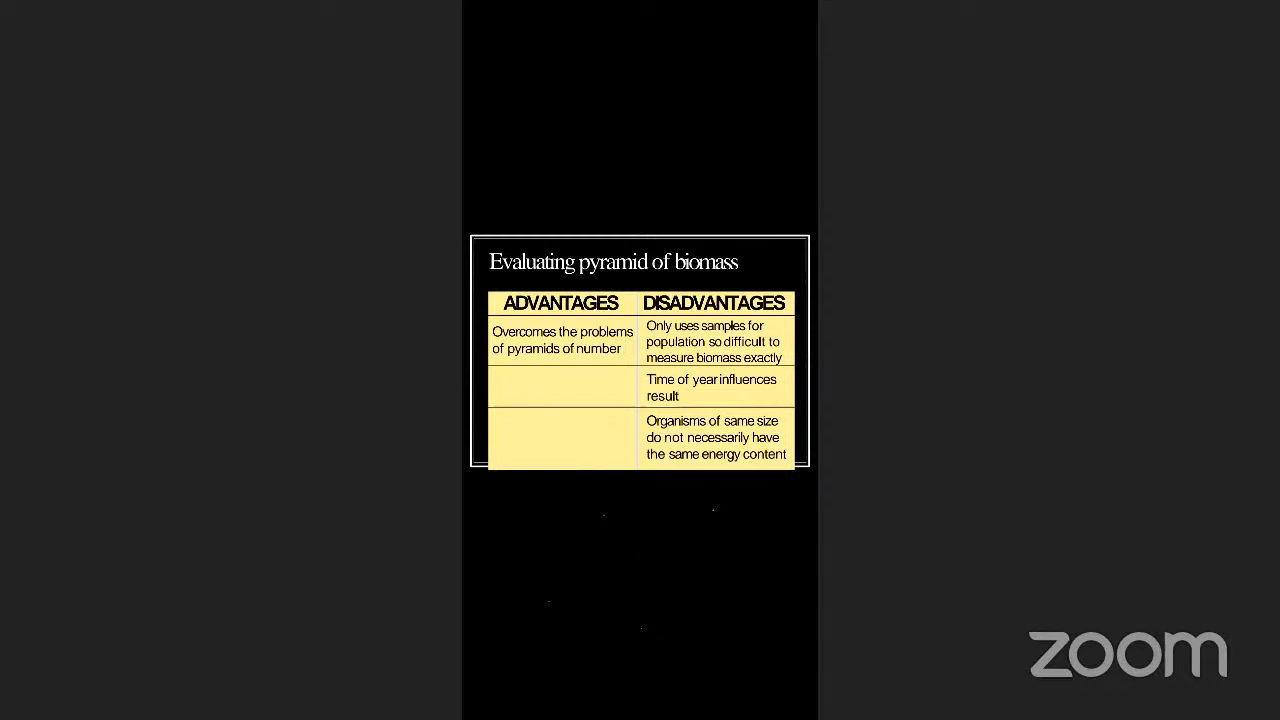 Evaluating pyramid of biomass
ADVANTAGES DISADVANTAGES
Overcomes the problems
of pyramids of number
Only uses samples for
population so difficult to
measure biomass exactly
Time of year influences
result
Organisms of same size
do not necessarily have
the same energy content
zoom